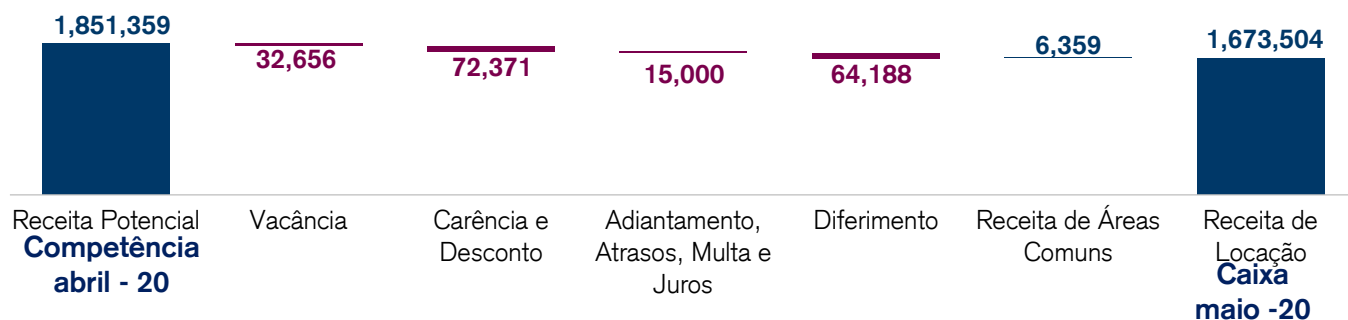 1,851,359
32,656
72,371
15,000
64,188
6,359
1,673,504
Receita Potencial
Competência
abril - 20
Vacância
Carência e
Desconto
Adiantamento,
Atrasos, Multa e
Juros
Diferimento
Receita de Áreas
Comuns
Receita de
Locação
Caixa
maio -20